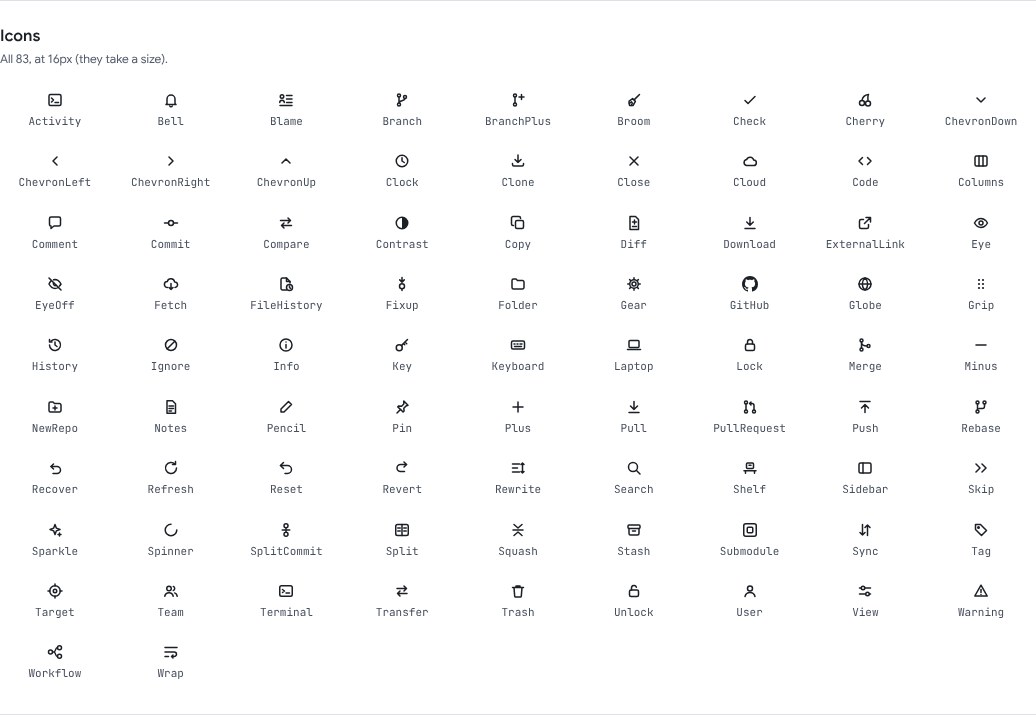 Icons
All 83, at 16px (they take a size).
Activity Bell Blame Branch BranchPlus Broom Check Cherry ChevronDown
ChevronLeft ChevronRight ChevronUp Clock Clone Close Cloud Code Columns
Comment Commit Compare Contrast Copy Diff Download ExternalLink Eye
EyeOff Fetch FileHistory Fixup Folder Gear GitHub Globe Grip
History Ignore Info Key Keyboard Laptop Lock Merge Minus
NewRepo Notes Pencil Pin Plus Pull PullRequest Push Rebase
Recover Refresh Reset Revert Rewrite Search Shelf Sidebar Skip
Sparkle Spinner SplitCommit Split Squash Stash Submodule Sync Tag
Target Team Terminal Transfer Trash Unlock User View Warning
Workflow Wrap